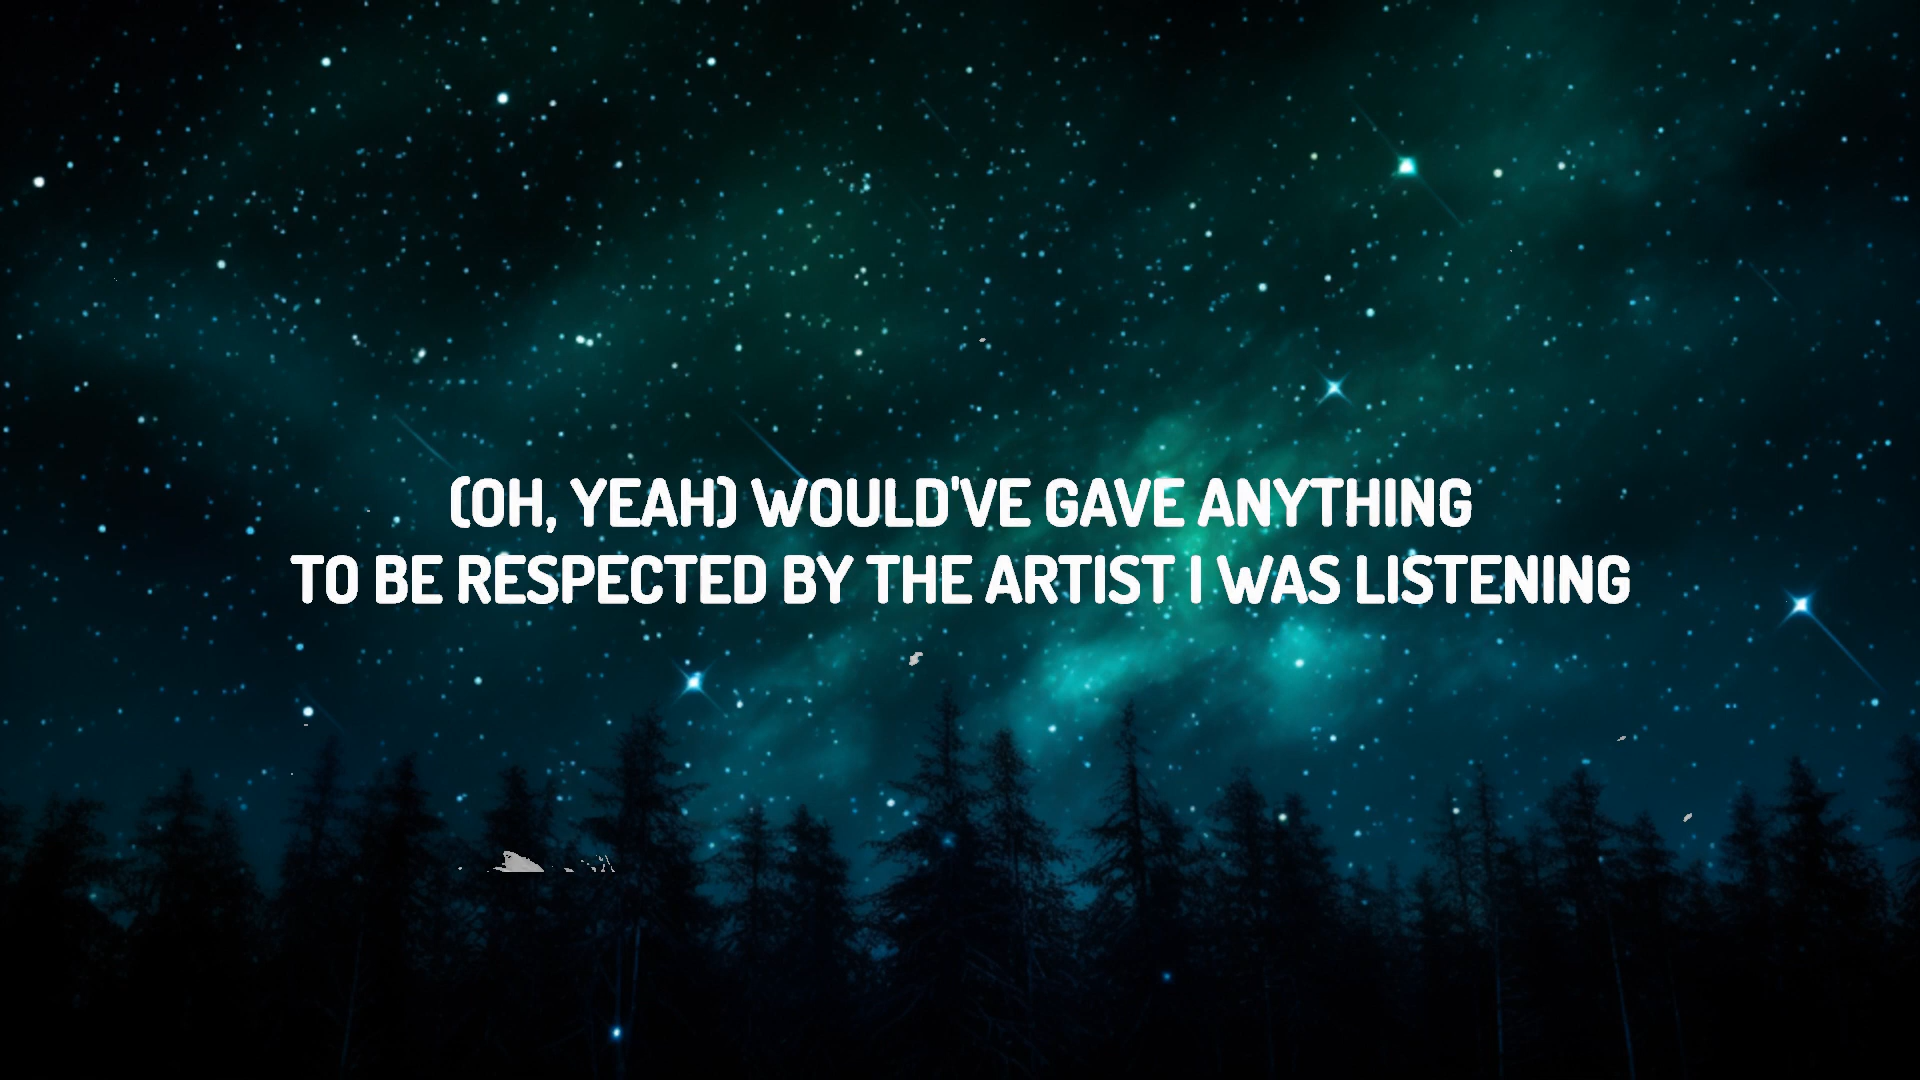 (OH, YEAH) WOULD'VE GAVE ANYTHING
TO BE RESPECTED BY THE ARTIST I WAS LISTENING